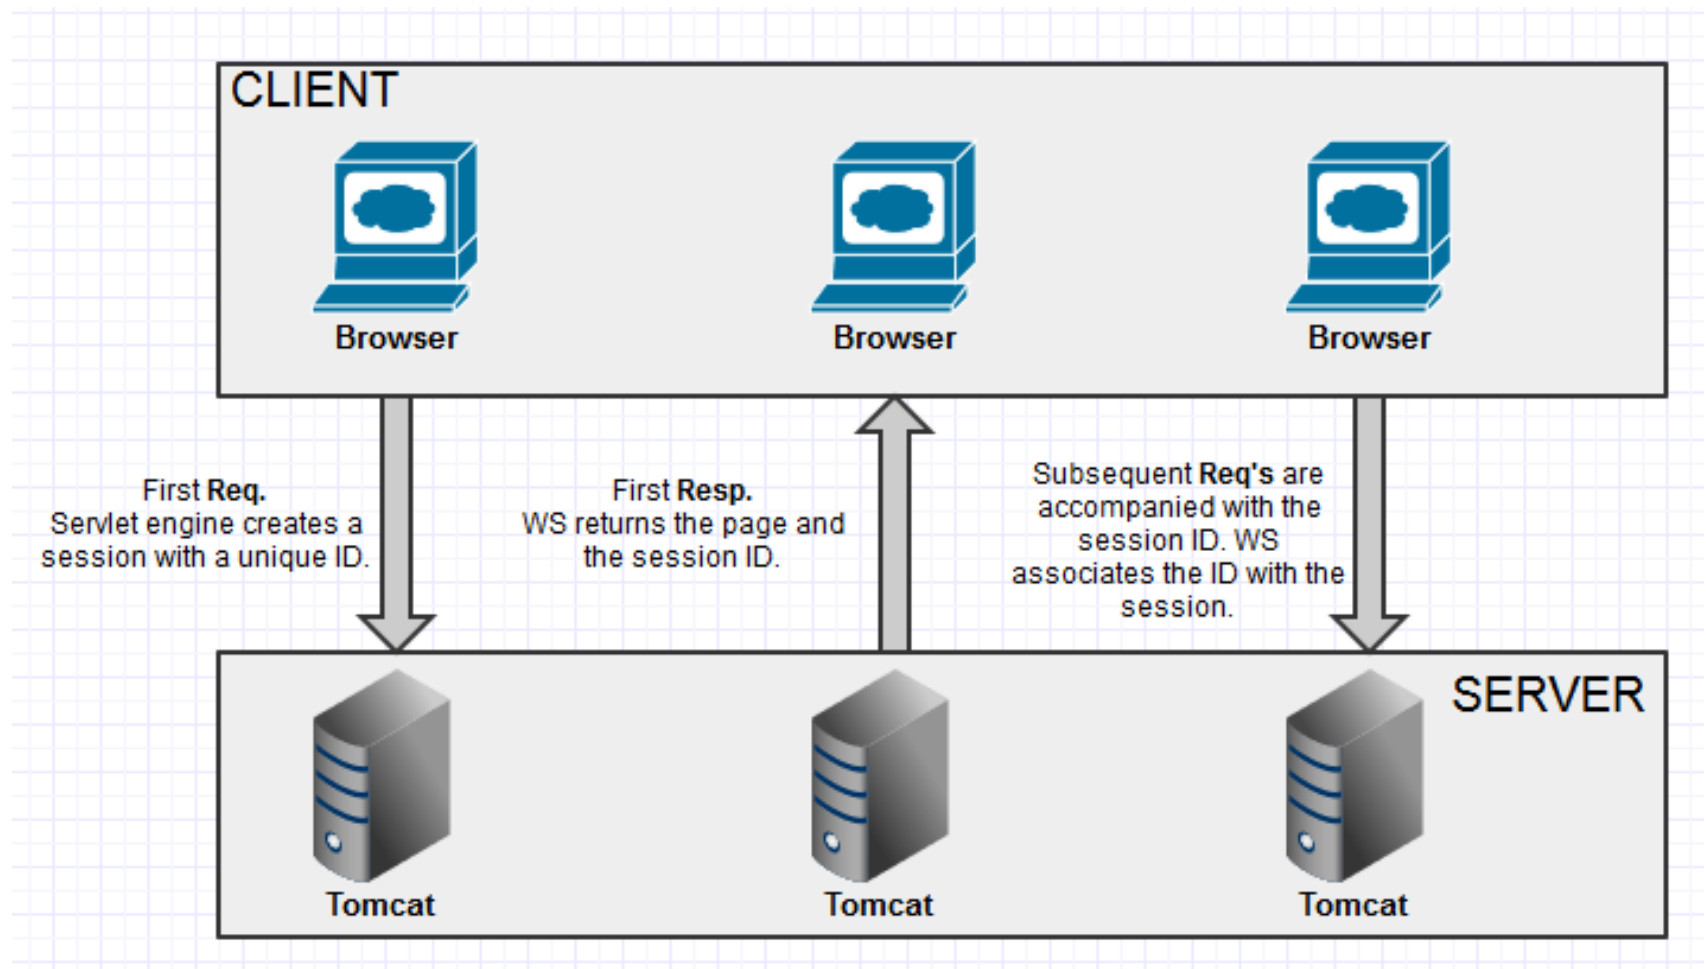 CLIENT
Browser
Browser
Browser
First Req.
Servlet engine creates a
session with a unique ID.
First Resp.
WS returns the page and
the session ID.
Subsequent Req's are
accompanied with the
session ID. WS
associates the ID with the
session.
SERVER
Tomcat
Tomcat
Tomcat